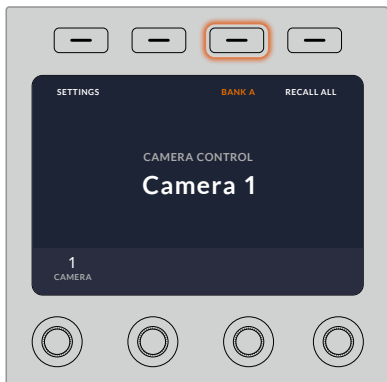 SETTINGS BANK A RECALL ALL
CAMERA CONTROL
Camera 1
1
CAMERA